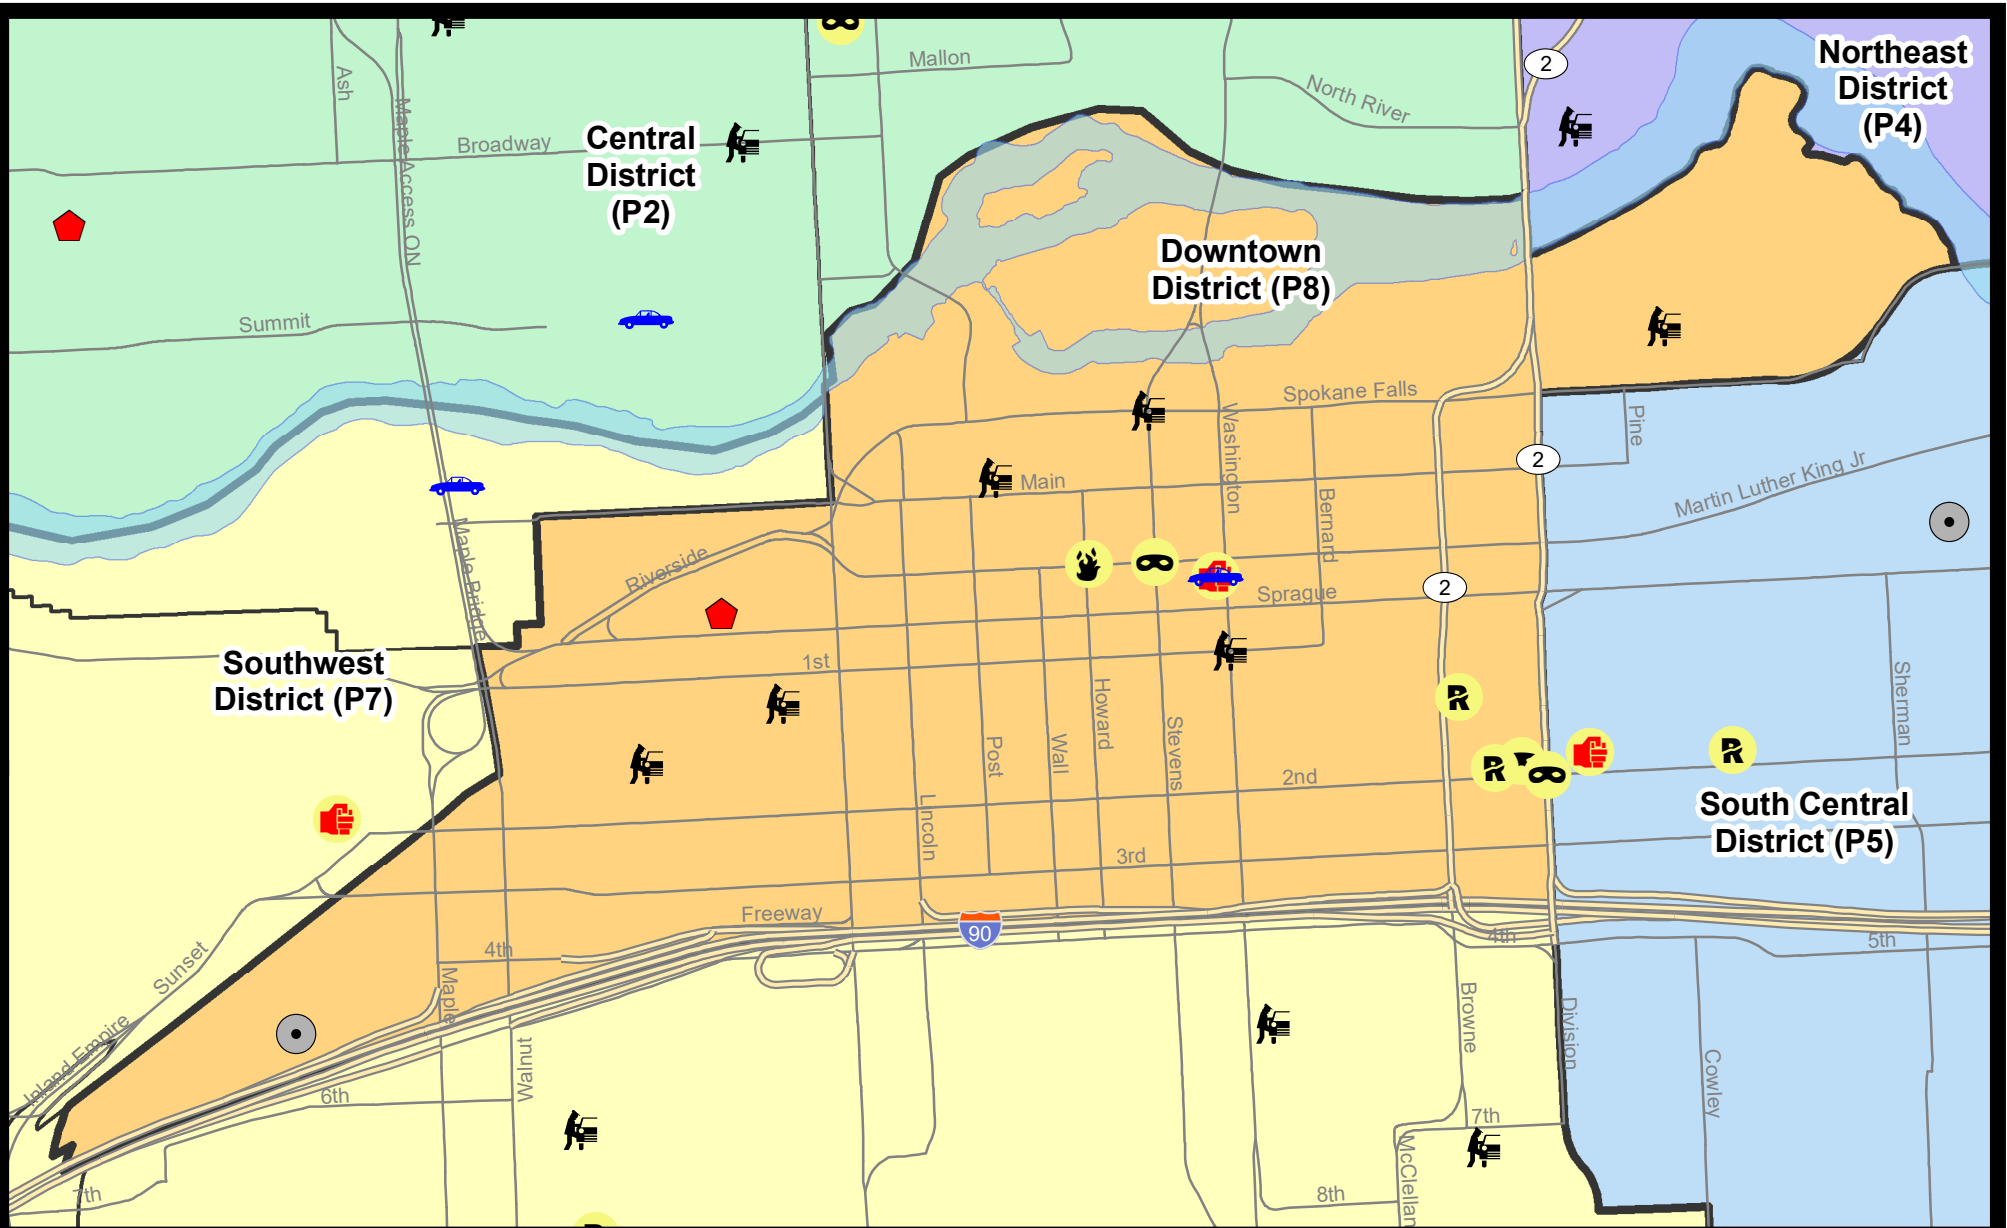 Ash
Maple Access ON
Mallon
North River
2
Northeast
District
(P4)
Broadway
Central
District
(P2)
Downtown
District (P8)
Summit
Spokane Falls
Washington
Pine
Main
2
Martin Luther King Jr
Bernard
Maple Bridge
Riverside
Sprague
2
Southwest
District (P7)
1st
Howard
Stevens
Post
Wall
Sherman
R
R
R
2nd
South Central
District (P5)
Lincoln
3rd
Freeway
90
4th
4th
5th
Sunset
Maple
Browne
Division
Inland Empire
Walnut
6th
Cowley
7th
McClellan
7th
8th